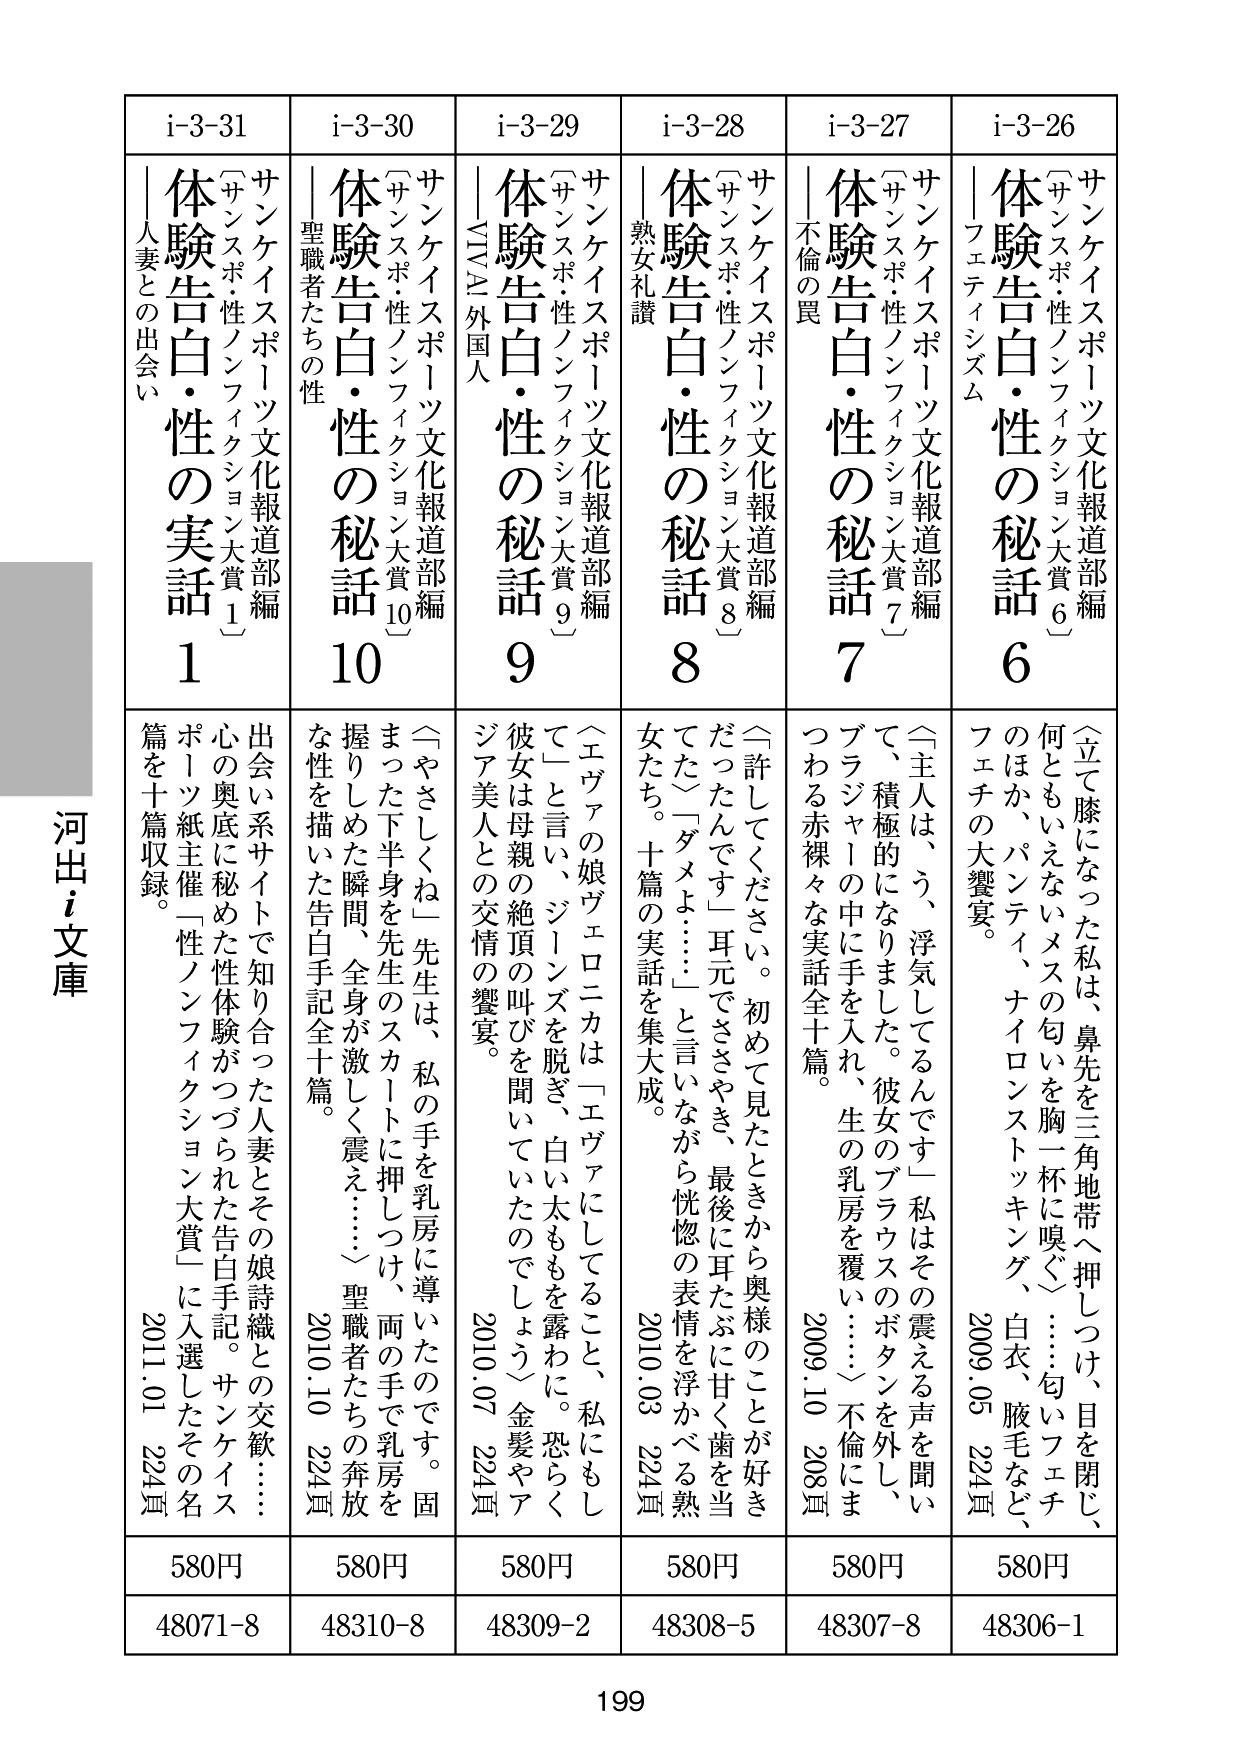 i-3-26
サンケイスポーツ文化報道部編
〔サンスポ・性ノンフィクション大賞6〕
体験告白・性の秘話 6
――フェティシズム
〈立て膝になった私は、鼻先を三角地帯へ押しつけ、目を閉じ、
何ともいえないメスの匂いを胸一杯に嗅ぐ〉……匂いフェチ
のほか、パンティ、ナイロンストッキング、白衣、腋毛など、
フェチの大饗宴。 2009.05 224頁
580円
48306-1
i-3-27
サンケイスポーツ文化報道部編
〔サンスポ・性ノンフィクション大賞7〕
体験告白・性の秘話 7
――不倫の罠
〈「主人は、う、浮気してるんです」私はその震える声を聞い
て、積極的になりました。彼女のブラウスのボタンを外し、
ブラジャーの中に手を入れ、生の乳房を覆い……〉不倫にま
つわる赤裸々な実話全十篇。 2009.10 208頁
580円
48307-8
i-3-28
サンケイスポーツ文化報道部編
〔サンスポ・性ノンフィクション大賞8〕
体験告白・性の秘話 8
――熟女礼讃
〈「許してください。初めて見たときから奥様のことが好き
だったんです」耳元でささやき、最後に耳たぶに甘く歯を当
てた〉「ダメよ……」と言いながら恍惚の表情を浮かべる熟
女たち。十篇の実話を集大成。 2010.03 224頁
580円
48308-5
i-3-29
サンケイスポーツ文化報道部編
〔サンスポ・性ノンフィクション大賞9〕
体験告白・性の秘話 9
――VIVA! 外国人
〈エヴァの娘ヴェロニカは「エヴァにしてること、私にもし
て」と言い、ジーンズを脱ぎ、白い太ももを露わに。恐らく
彼女は母親の絶頂の叫びを聞いていたのでしょう〉金髪やア
ジア美人との交情の饗宴。 2010.07 224頁
580円
48309-2
i-3-30
サンケイスポーツ文化報道部編
〔サンスポ・性ノンフィクション大賞10〕
体験告白・性の秘話 10
――聖職者たちの性
〈「やさしくね」先生は、私の手を乳房に導いたのです。固
まった下半身を先生のスカートに押しつけ、両の手で乳房を
握りしめた瞬間、全身が激しく震え……〉聖職者たちの奔放
な性を描いた告白手記全十篇。 2010.10 224頁
580円
48310-8
i-3-31
サンケイスポーツ文化報道部編
〔サンスポ・性ノンフィクション大賞1〕
体験告白・性の実話 1
――人妻との出会い
出会い系サイトで知り合った人妻とその娘詩織との交歓……
心の奥底に秘めた性体験がつづられた告白手記。サンケイス
ポーツ紙主催「性ノンフィクション大賞」に入選したその名
篇を十篇収録。 2011.01 224頁
580円
48071-8
河出i文庫
199